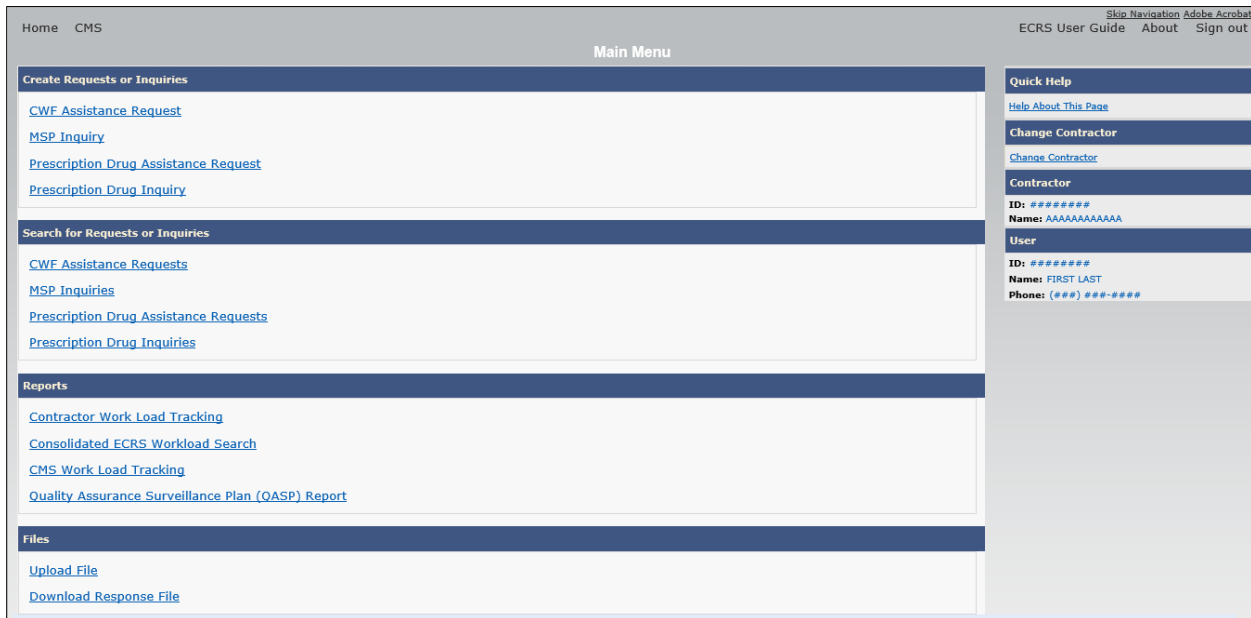 Skip Navigation Adobe Acrobat
Home CMS ECRS User Guide About Sign out
Main Menu
Create Requests or Inquiries
CWF Assistance Request
MSP Inquiry
Prescription Drug Assistance Request
Prescription Drug Inquiry
Search for Requests or Inquiries
CWF Assistance Requests
MSP Inquiries
Prescription Drug Assistance Requests
Prescription Drug Inquiries
Reports
Contractor Work Load Tracking
Consolidated ECRS Workload Search
CMS Work Load Tracking
Quality Assurance Surveillance Plan (QASP) Report
Files
Upload File
Download Response File
Quick Help
Help About This Page
Change Contractor
Change Contractor
Contractor
ID: ########
Name: AAAAAAAAAAAA
User
ID: ########
Name: FIRST LAST
Phone: (###) ###-####